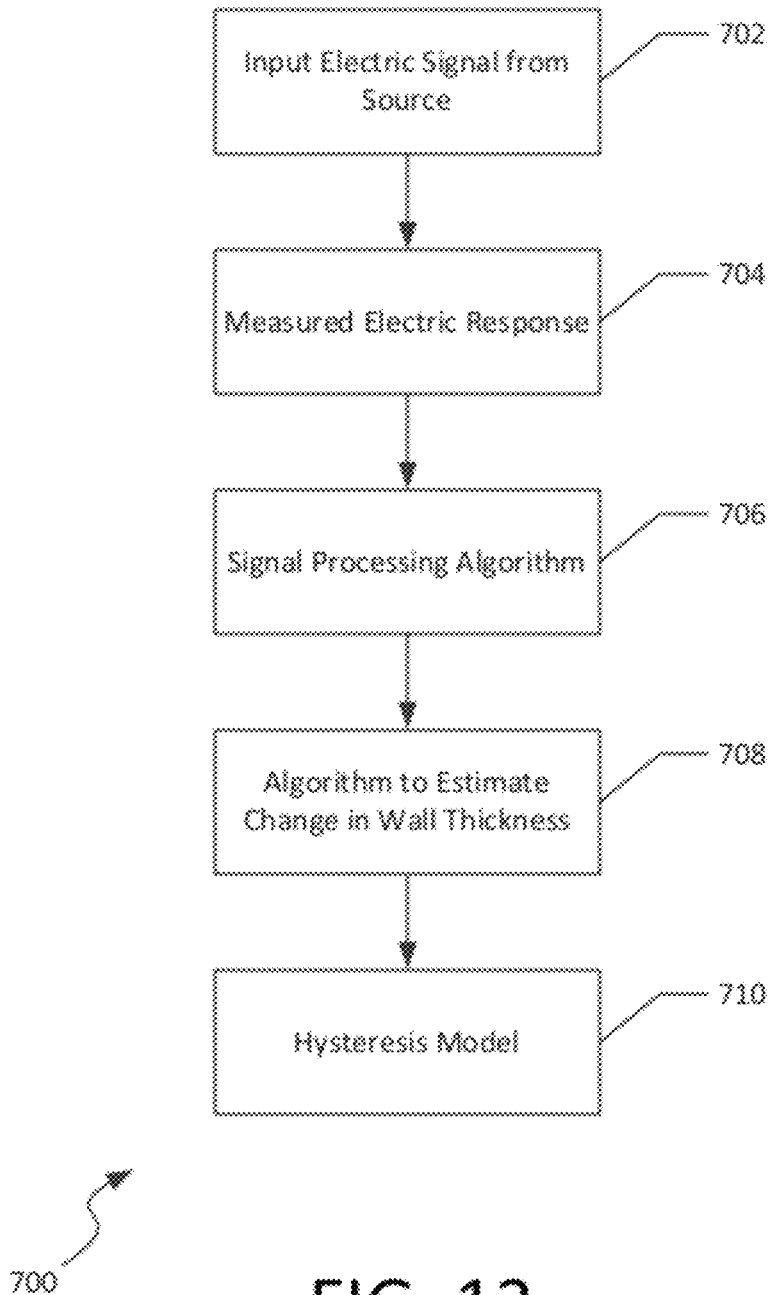 Input Electric Signal from
Source
702
Measured Electric Response
704
Signal Processing Algorithm
706
Algorithm to Estimate
Change in Wall Thickness
708
Hysteresis Model
710
700
FIG.